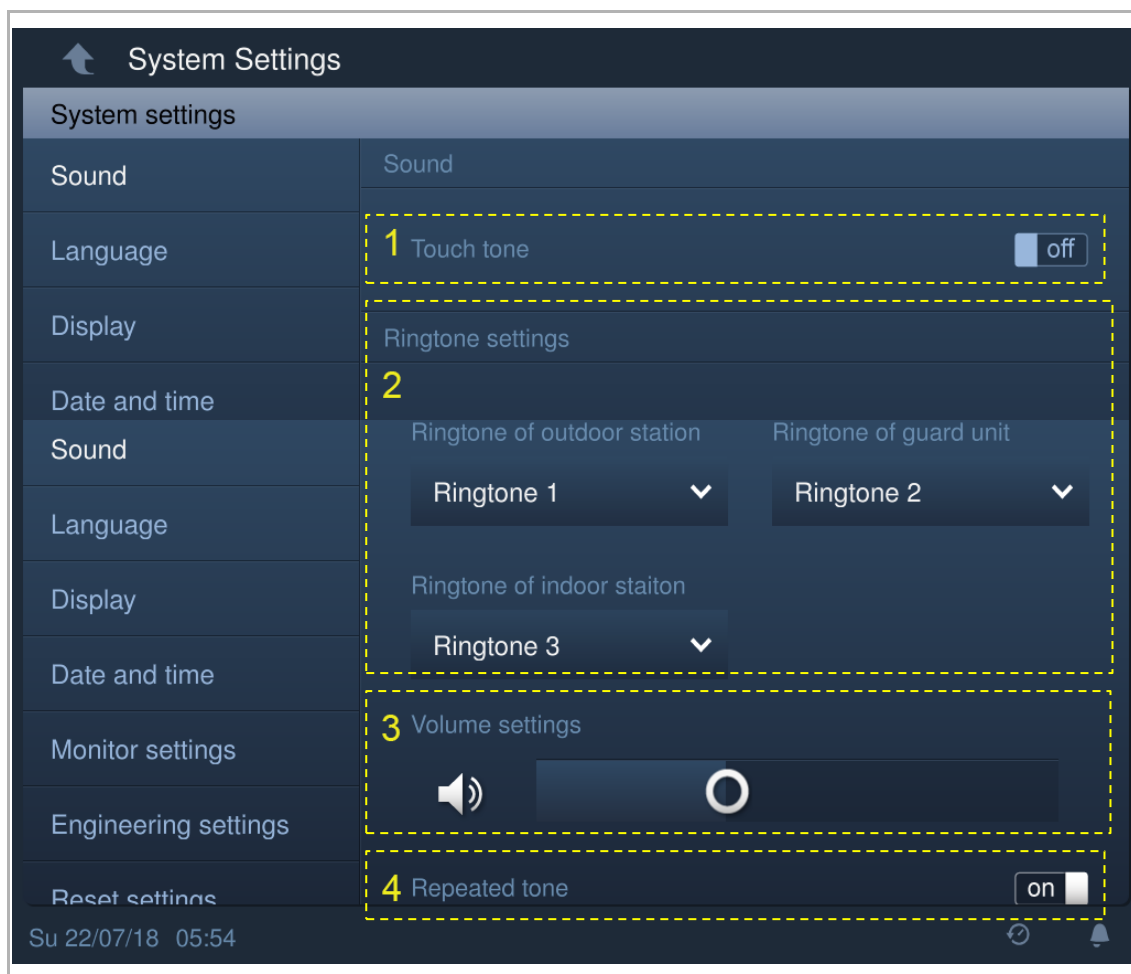 System Settings
System settings
Sound
Language
Display
Date and time
Sound
Language
Display
Date and time
Monitor settings
Engineering settings
Reset settings
Sound
1 Touch tone off
Ringtone settings
2
Ringtone of outdoor station Ringtone of guard unit
Ringtone 1 Ringtone 2
Ringtone of indoor staiton
Ringtone 3
3 Volume settings
4 Repeated tone on
Su 22/07/18 05:54